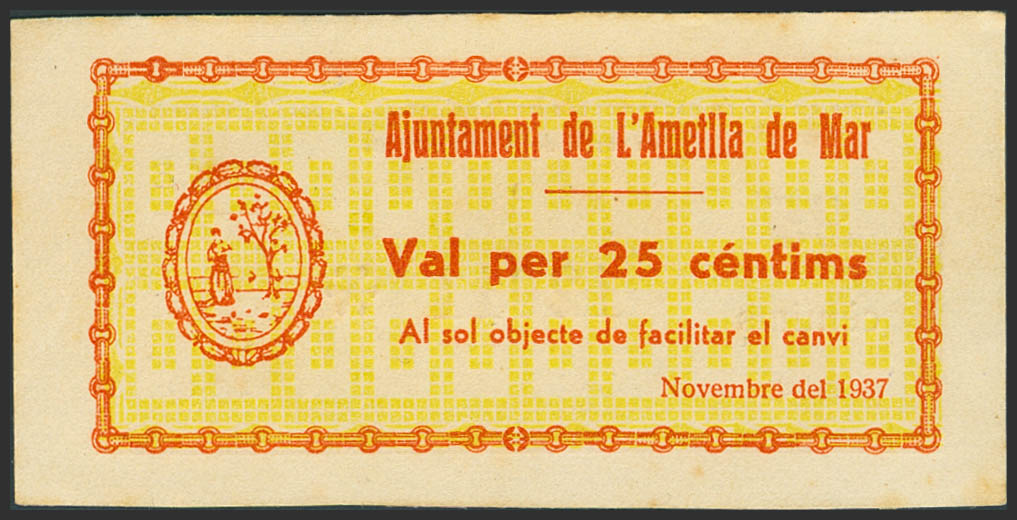 Ajuntament de L'Ametlla de Mar
Val per 25 céntims
Al sol objecte de facilitar el canvi
Novembre del 1937